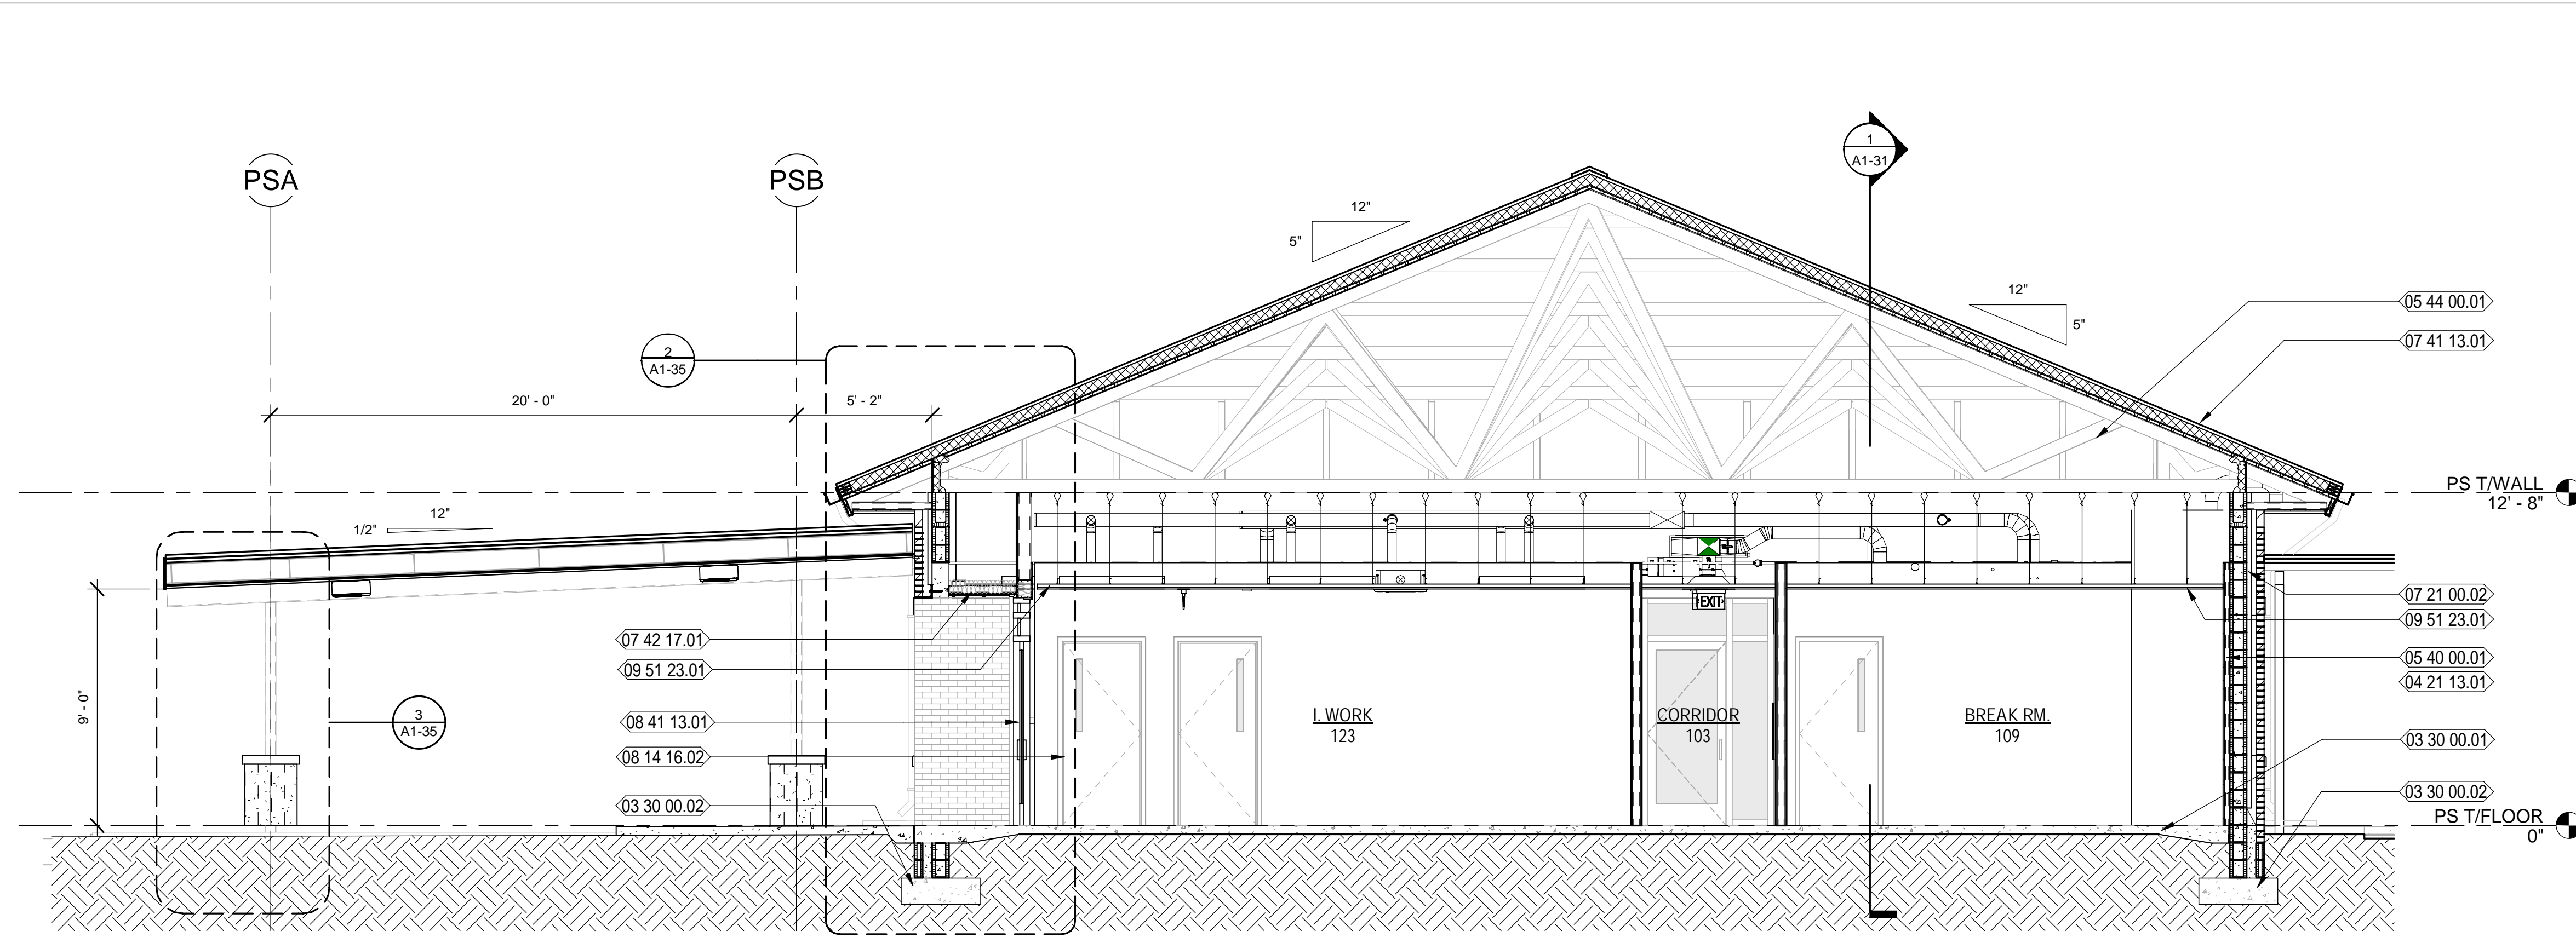 1
A1-31
PSA
PSB
12"
5"
12"
5"
05 44 00.01
07 41 13.01
2
A1-35
20' - 0"
5' - 2"
PS T/WALL
12' - 8"
12"
1/2"
07 21 00.02
09 51 23.01
EXIT
07 42 17.01
09 51 23.01
05 40 00.01
04 21 13.01
9' - 0"
3
A1-35
08 41 13.01
08 14 16.02
I. WORK
123
CORRIDOR
103
BREAK RM.
109
03 30 00.01
03 30 00.02
03 30 00.02
PS T/FLOOR
0"